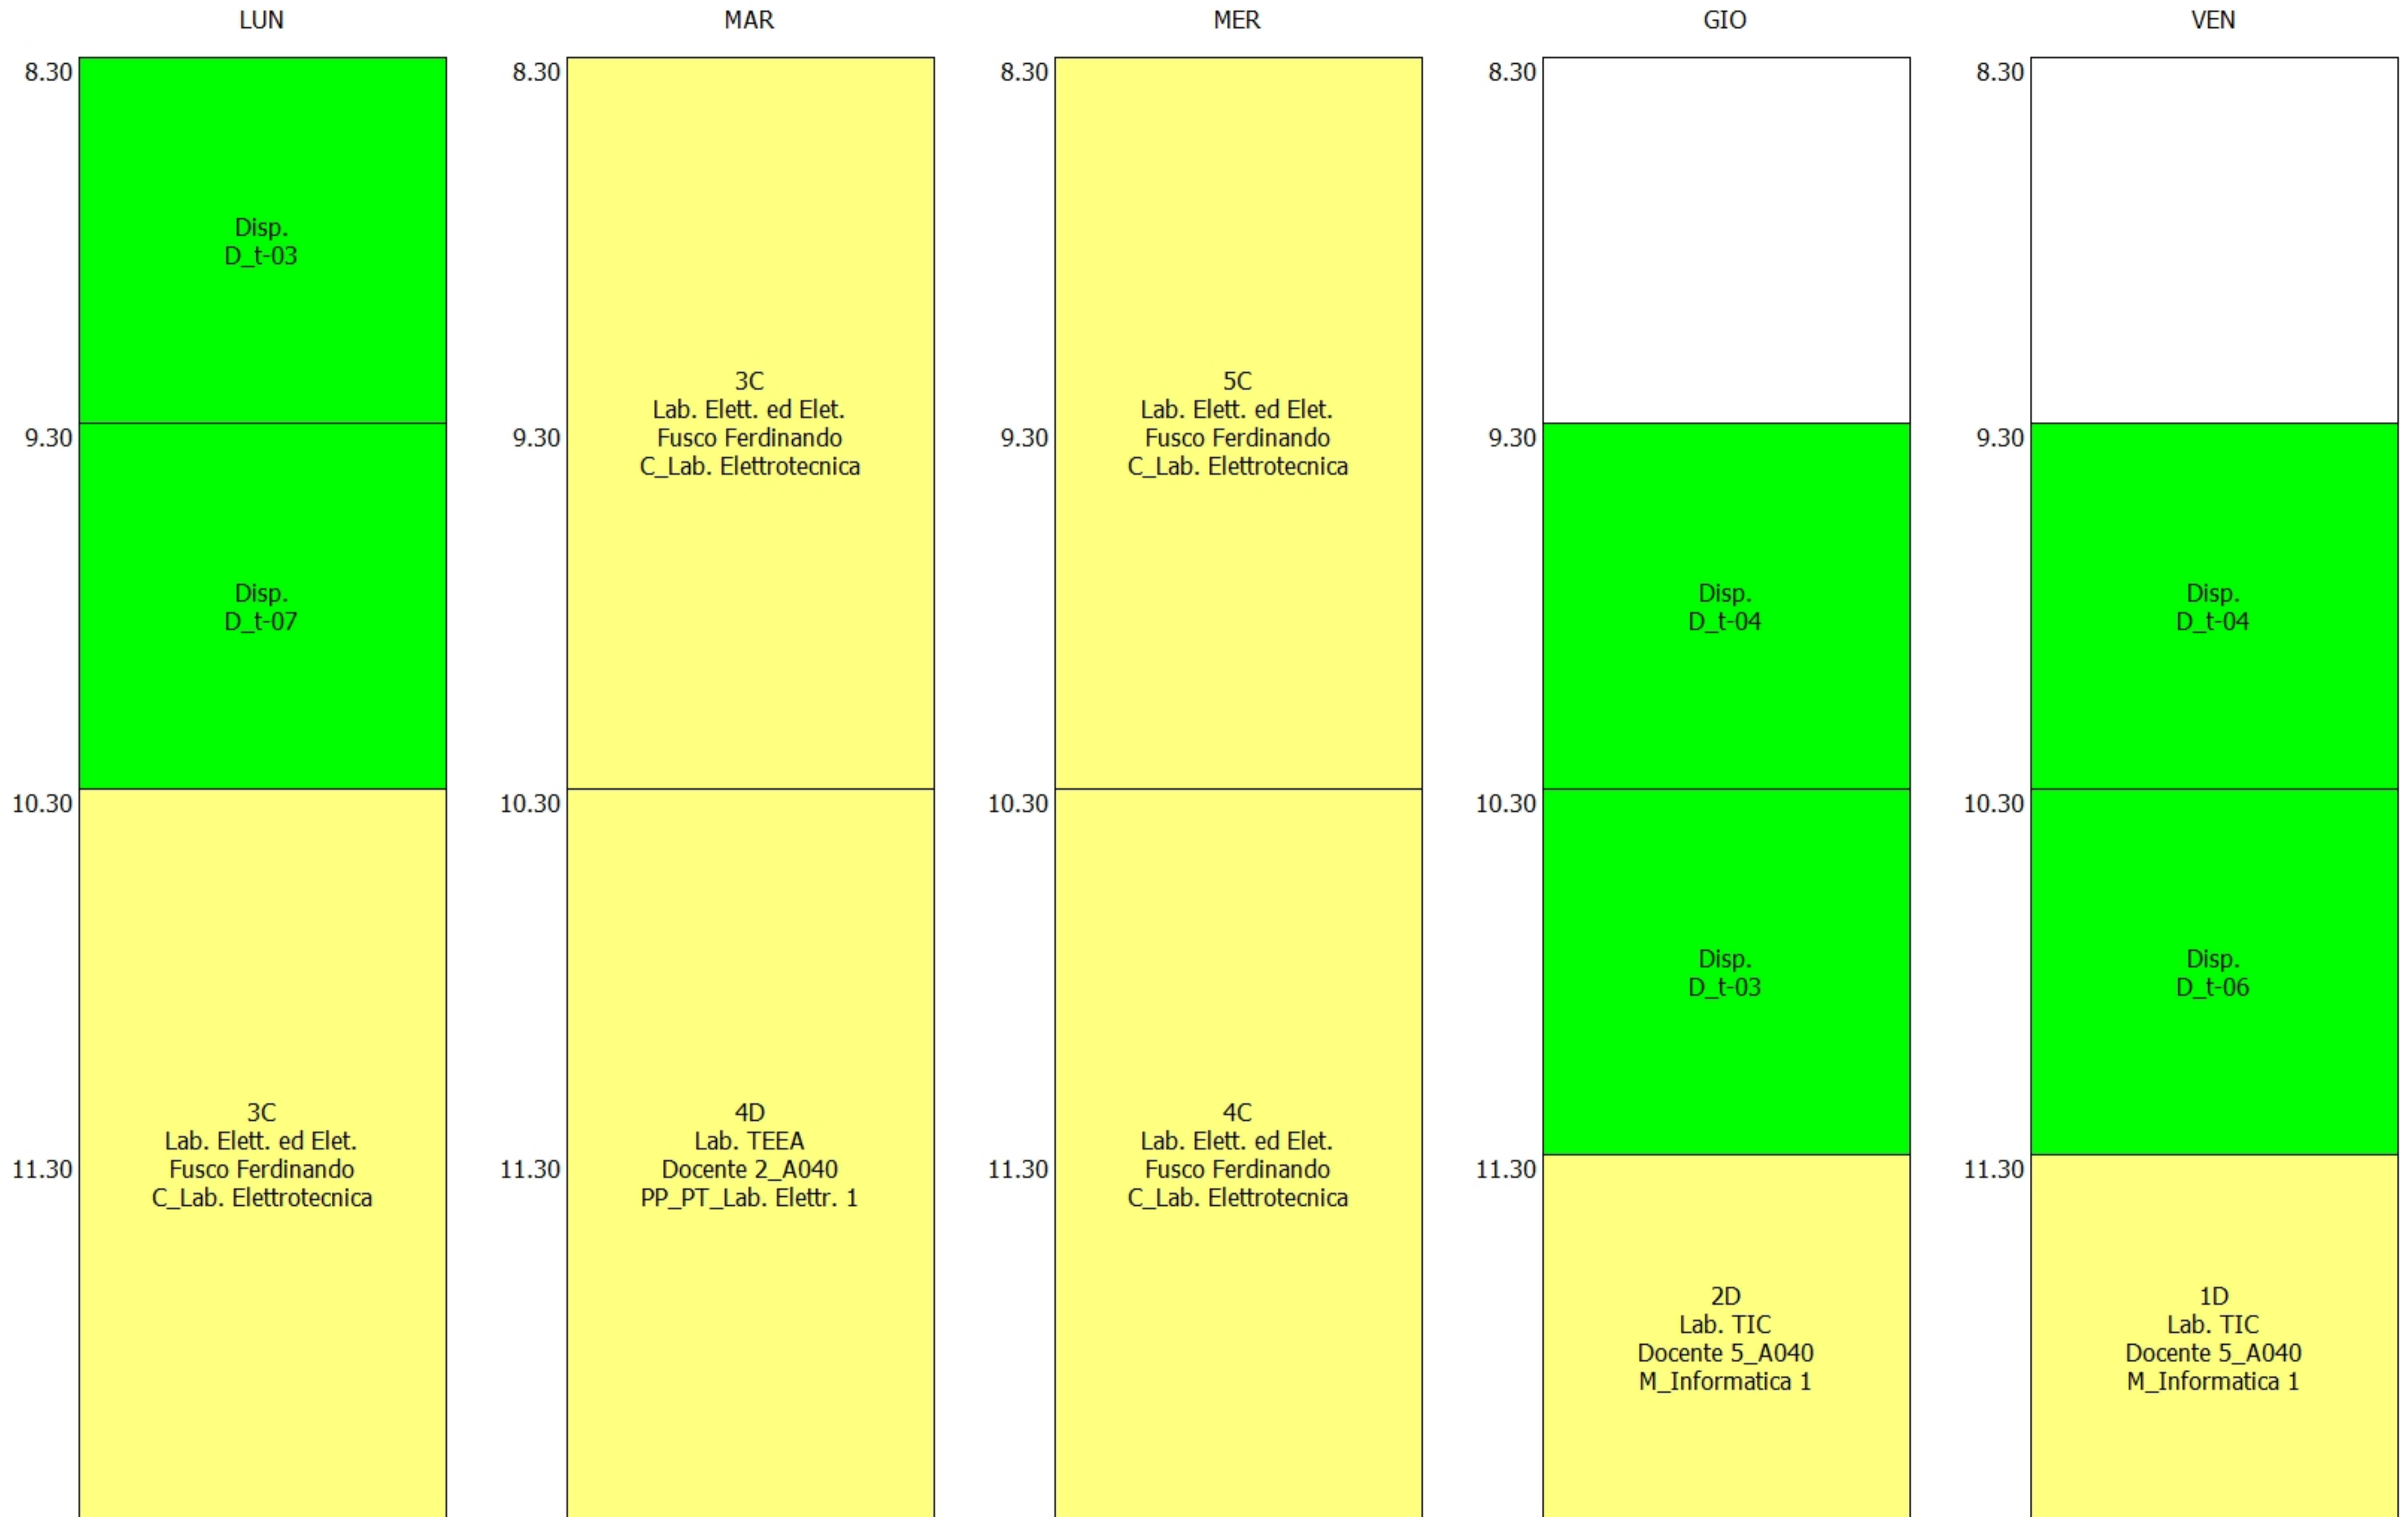 LUN
8.30
Disp.
D_t-03
9.30
Disp.
D_t-07
10.30
3C
Lab. Elett. ed Elet.
11.30
Fusco Ferdinando
C_Lab. Elettrotecnica
MAR
8.30
3C
Lab. Elett. ed Elet.
9.30
Fusco Ferdinando
C_Lab. Elettrotecnica
10.30
4D
Lab. TEEA
11.30
Docente 2_A040
PP_PT_Lab. Elettr. 1
MER
8.30
5C
Lab. Elett. ed Elet.
9.30
Fusco Ferdinando
C_Lab. Elettrotecnica
10.30
4C
Lab. Elett. ed Elet.
11.30
Fusco Ferdinando
C_Lab. Elettrotecnica
GIO
8.30
9.30
Disp.
D_t-04
10.30
Disp.
D_t-03
11.30
2D
Lab. TIC
Docente 5_A040
M_Informatica 1
VEN
8.30
9.30
Disp.
D_t-04
10.30
Disp.
D_t-06
11.30
1D
Lab. TIC
Docente 5_A040
M_Informatica 1